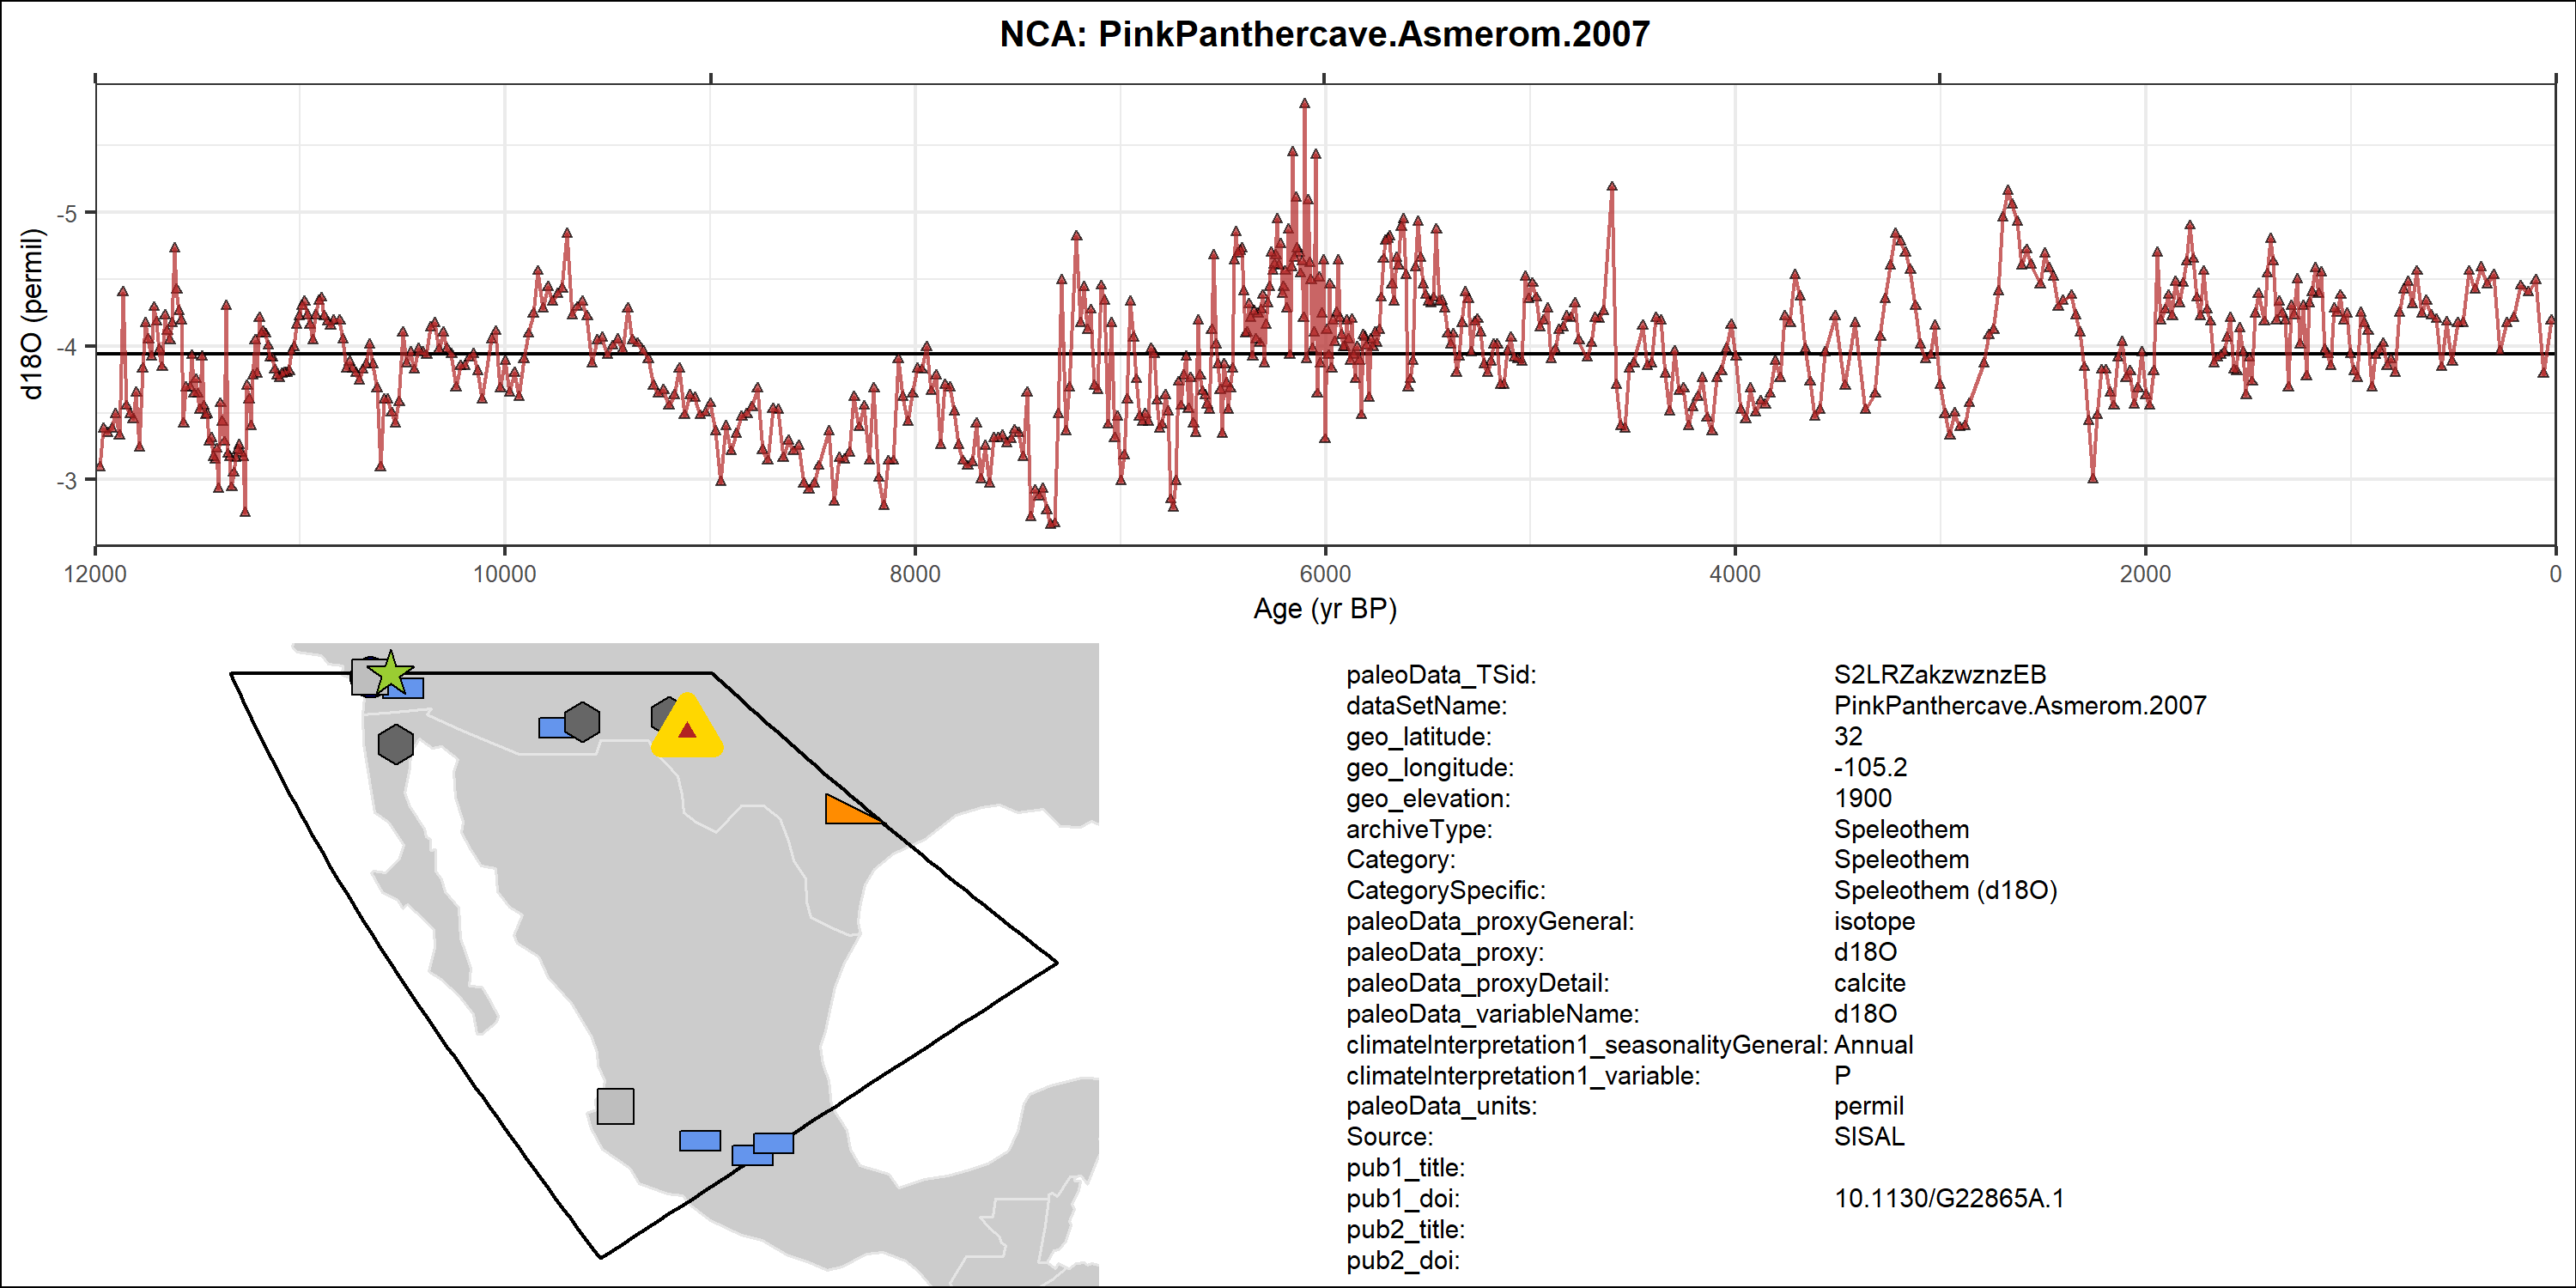 NCA: PinkPanthercave.Asmerom.2007
d18O (permil)
-5
-4
-3
12000 10000 8000 6000 4000 2000 0
Age (yr BP)
paleoData_TSid: S2LRZakzwznzEB
dataSetName: PinkPanthercave.Asmerom.2007
geo_latitude: 32
geo_longitude: -105.2
geo_elevation: 1900
archiveType: Speleothem
Category: Speleothem
CategorySpecific: Speleothem (d18O)
paleoData_proxyGeneral: isotope
paleoData_proxy: d18O
paleoData_proxyDetail: calcite
paleoData_variableName: d18O
climateInterpretation1_seasonalityGeneral: Annual
climateInterpretation1_variable: P
paleoData_units: permil
Source: SISAL
pub1_title:
pub1_doi: 10.1130/G22865A.1
pub2_title:
pub2_doi: